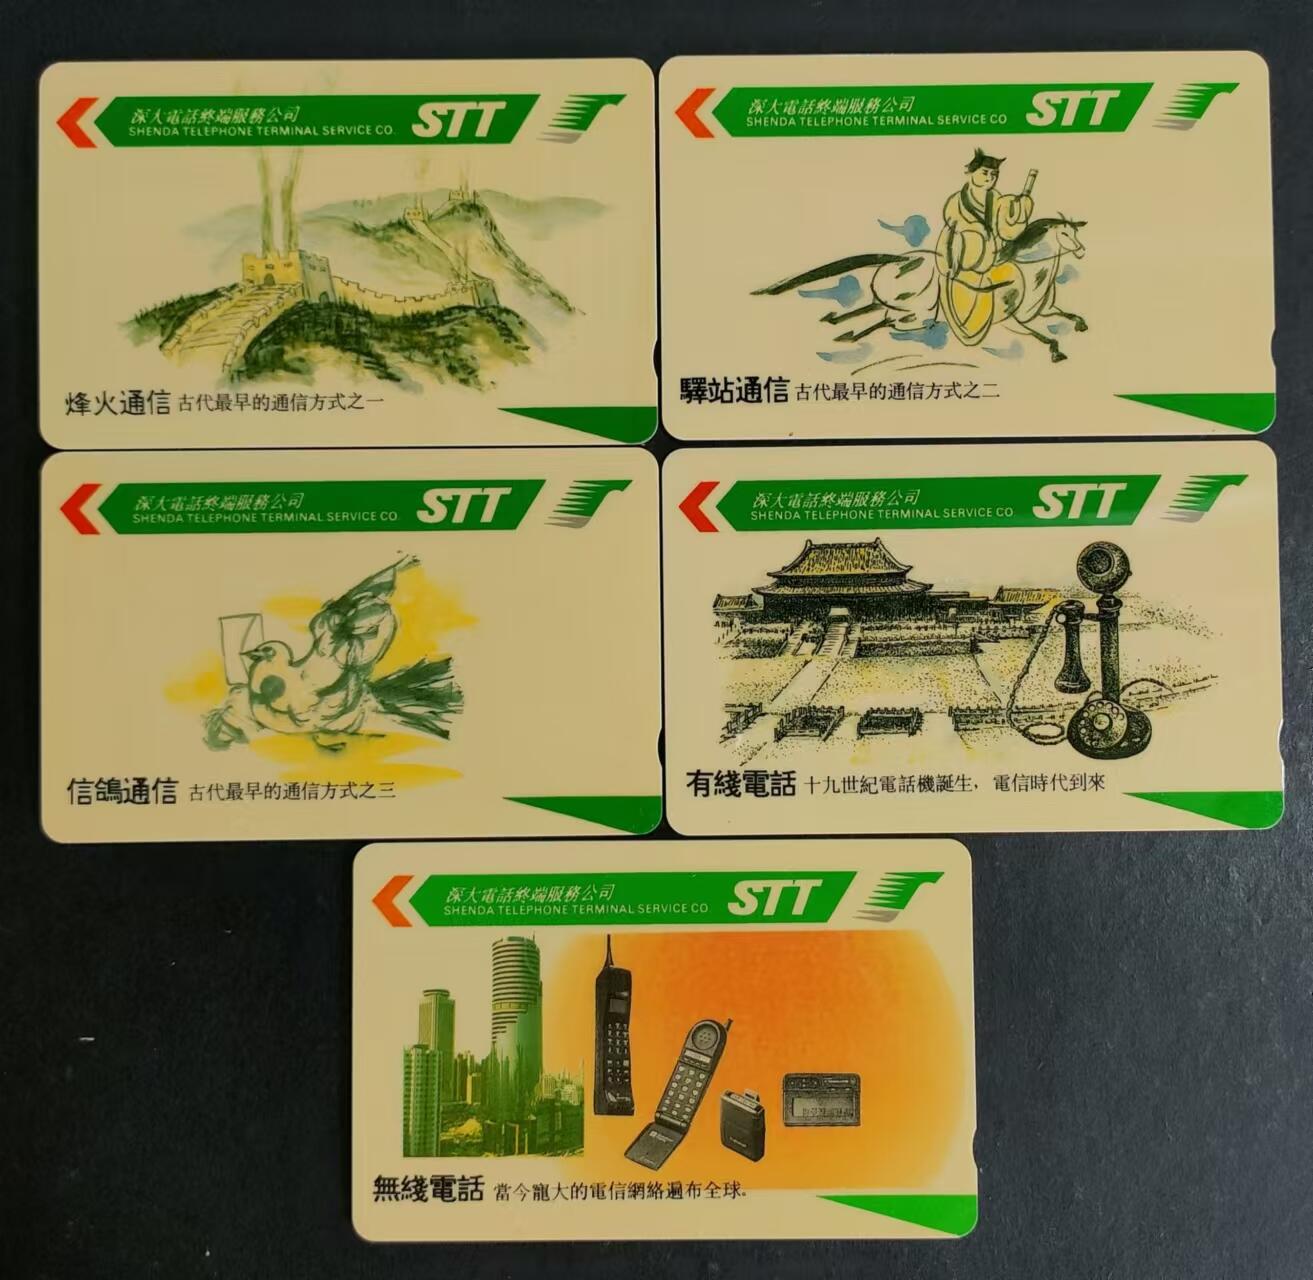 深大電話終端服務公司
SHENDA TELEPHONE TERMINAL SERVICE CO.
STT
烽火通信 古代最早的通信方式之一
深大電話終端服務公司
SHENDA TELEPHONE TERMINAL SERVICE CO
STT
驛站通信 古代最早的通信方式之二
深大電話終端服務公司
SHENDA TELEPHONE TERMINAL SERVICE CO.
STT
信鴿通信 古代最早的通信方式之三
深大電話終端服務公司
SHENDA TELEPHONE TERMINAL SERVICE CO
STT
有綫電話 十九世紀電話機誕生，電信時代到來
深大電話終端服務公司
SHENDA TELEPHONE TERMINAL SERVICE CO.
STT
無綫電話 當今寵大的電信網絡遍布全球。